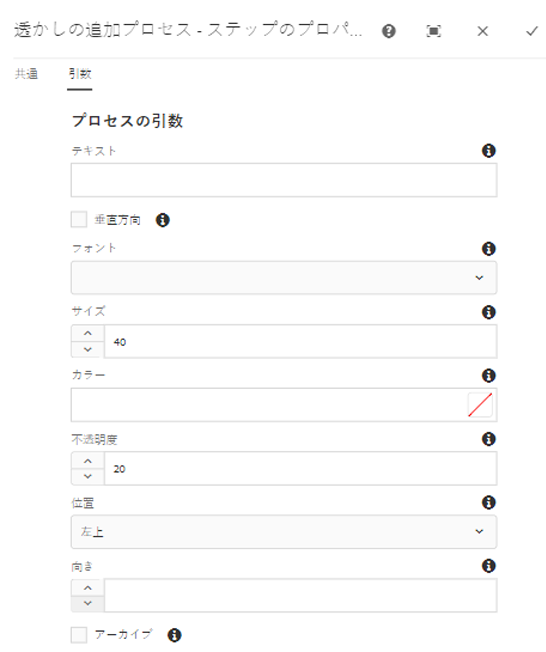 透かしの追加プロセス - ステップのプロパ...
共通 引数
プロセスの引数
テキスト
垂直方向
フォント
サイズ
40
カラー
不透明度
20
位置
左上
向き
アーカイブ